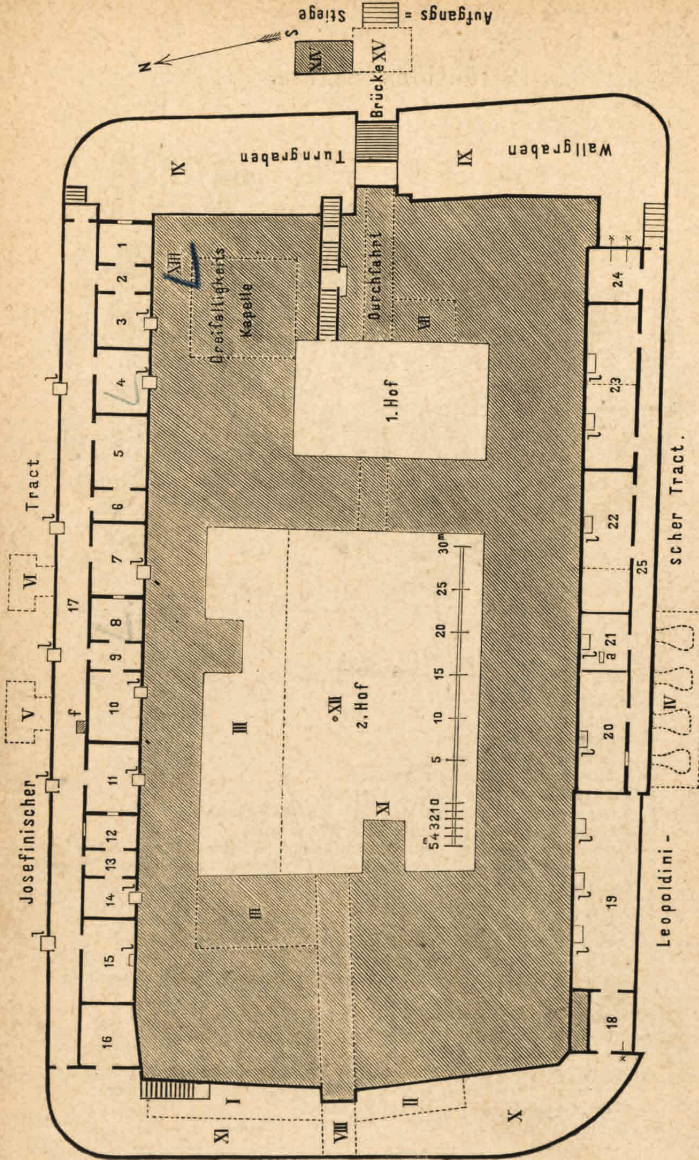 Aufgangs =
Stiege
S
N
XIV
XV
Brücke
IX
Turngraben
IX
Wallgraben
Josefinischer
Tract
VI
V
f
17
16
15
14
13
12
11
10
9
8
7
6
5
4
3
2
1
l
l
l
l
l
l
l
l
l
l
l
XIII
Dreifaltigkeits
Kapelle
Durchfahrt
VII
1. Hof
III
III
XII
2. Hof
XI
m
5 4 3 2 1 0
5
10
15
20
25
30 m
XI
I
VIII
II
X
18
19
20
21
a
22
23
24
25
l
l
l
l
l
l
l
l
IV
Leopoldini-
scher Tract.